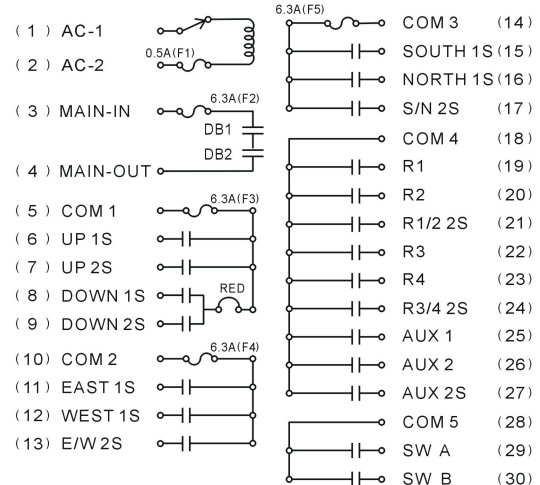 ( 1 ) AC-1
0.5A(F1)
( 2 ) AC-2
6.3A(F2)
( 3 ) MAIN-IN
DB1
DB2
( 4 ) MAIN-OUT
6.3A(F3)
( 5 ) COM 1
( 6 ) UP 1S
( 7 ) UP 2S
RED
( 8 ) DOWN 1S
( 9 ) DOWN 2S
6.3A(F4)
(10) COM 2
(11) EAST 1S
(12) WEST 1S
(13) E/W 2S
6.3A(F5)
COM 3 (14)
SOUTH 1S (15)
NORTH 1S (16)
S/N 2S (17)
COM 4 (18)
R1 (19)
R2 (20)
R1/2 2S (21)
R3 (22)
R4 (23)
R3/4 2S (24)
AUX 1 (25)
AUX 2 (26)
AUX 2S (27)
COM 5 (28)
SW A (29)
SW B (30)